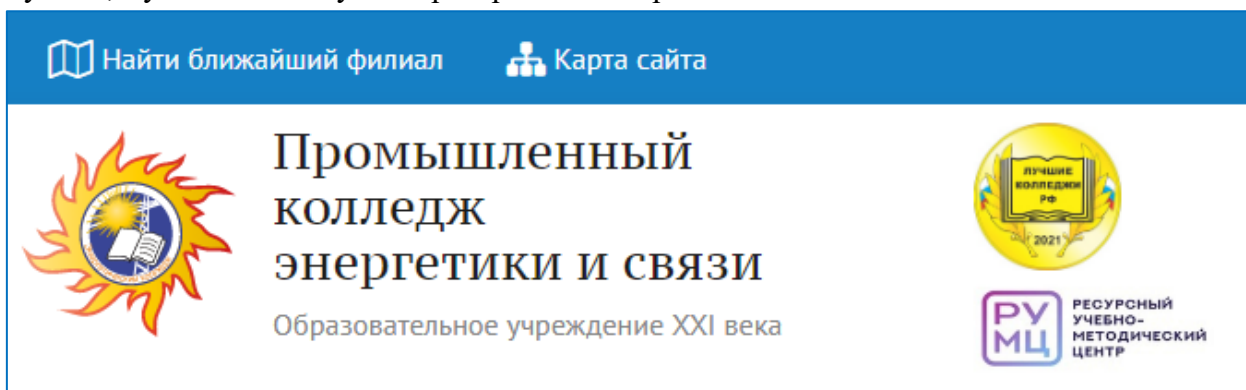 Найти ближайший филиал
Карта сайта
Промышленный
колледж
энергетики и связи
Образовательное учреждение XXI века
ЛУЧШИЕ
КОЛЛЕДЖИ
РФ
2021
РУ
МЦ
РЕСУРСНЫЙ
УЧЕБНО-
МЕТОДИЧЕСКИЙ
ЦЕНТР